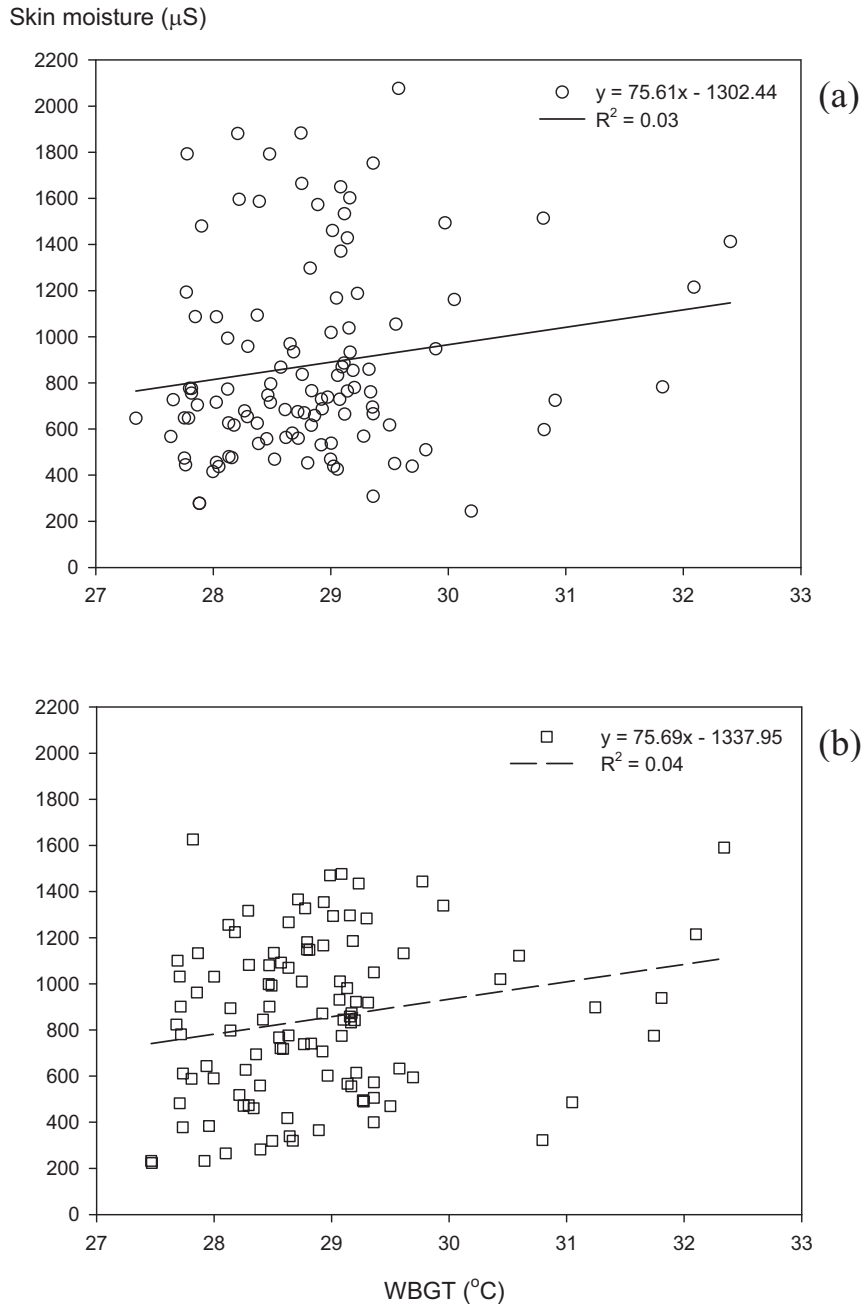 Skin moisture (μS)
2200
2000
1800
1600
1400
1200
1000
800
600
400
200
0
27 28 29 30 31 32 33
y = 75.61x - 1302.44
R² = 0.03
(a)
2200
2000
1800
1600
1400
1200
1000
800
600
400
200
0
27 28 29 30 31 32 33
y = 75.69x - 1337.95
R² = 0.04
(b)
WBGT (°C)